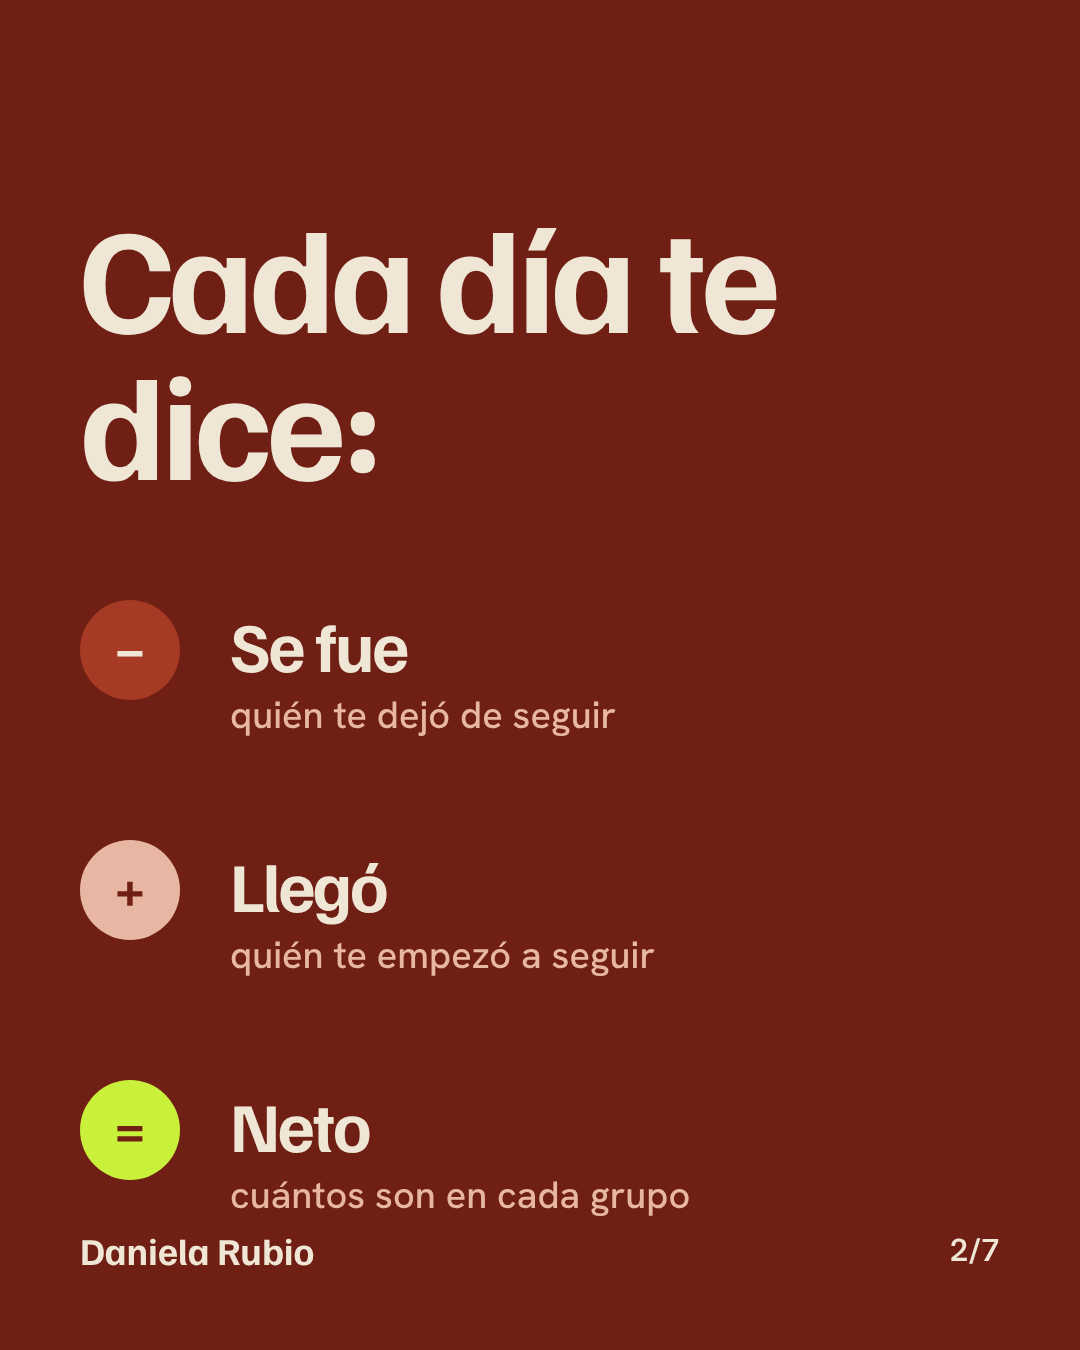 Cada día te
dice:
–
Se fue
quién te dejó de seguir
+
Llegó
quién te empezó a seguir
=
Neto
cuántos son en cada grupo
Daniela Rubio
2/7